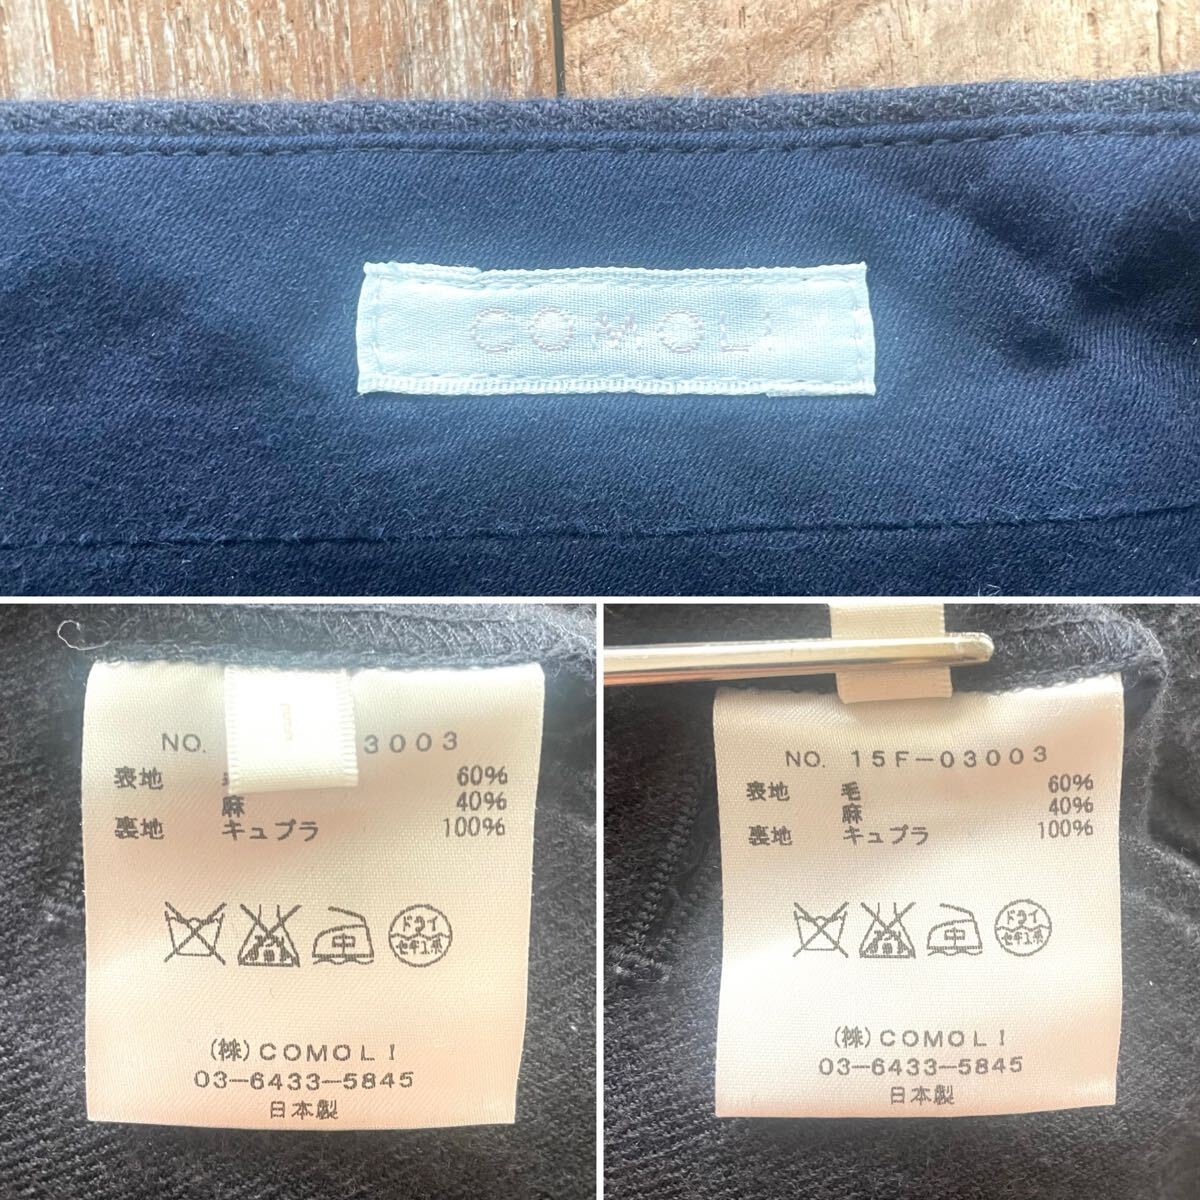 COMOLI
NO. 3003
表地 60%
麻 40%
裏地 キュプラ 100%
ドライ
セキユ系
(株)COMOLI
03-6433-5845
日本製
NO. 15F-03003
表地 毛 60%
麻 40%
裏地 キュプラ 100%
中
ドライ
セキユ系
(株)COMOLI
03-6433-5845
日本製